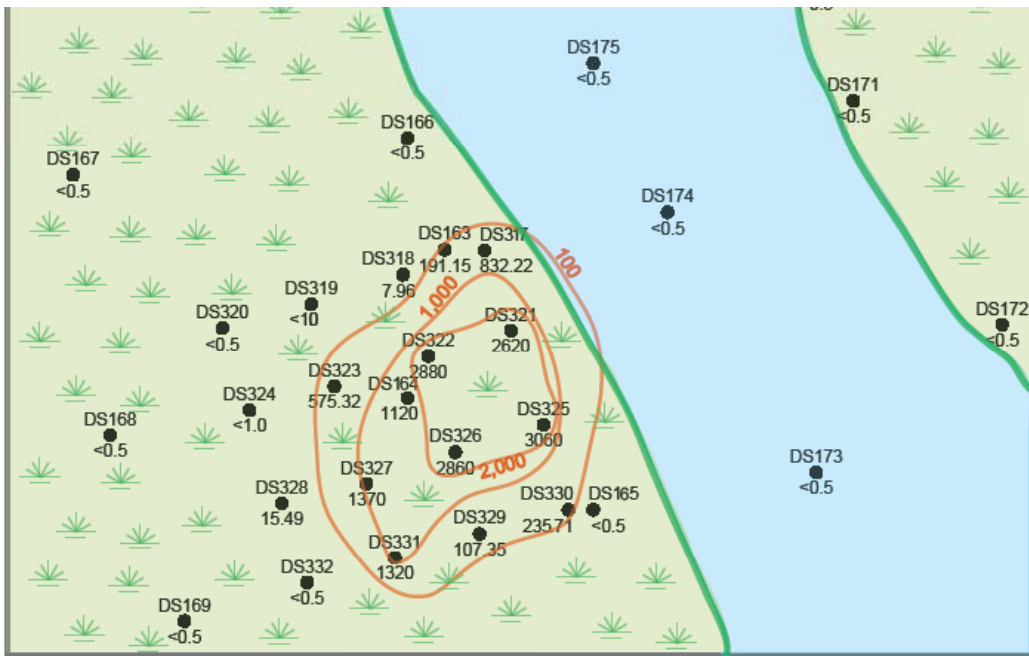 DS175
<0.5
DS171
<0.5
DS166
<0.5
DS167
<0.5
DS174
<0.5
DS163
191.15
DS317
832.22
100
DS318
7.96
1,000
DS319
<10
DS320
<0.5
DS321
2620
DS172
<0.5
DS322
2880
DS323
575.32
DS164
1120
DS324
<1.0
DS325
3060
DS168
<0.5
DS326
2860
2,000
DS173
<0.5
DS327
1370
DS328
15.49
DS330
235.71
DS165
<0.5
DS329
107.35
DS331
1320
DS332
<0.5
DS169
<0.5